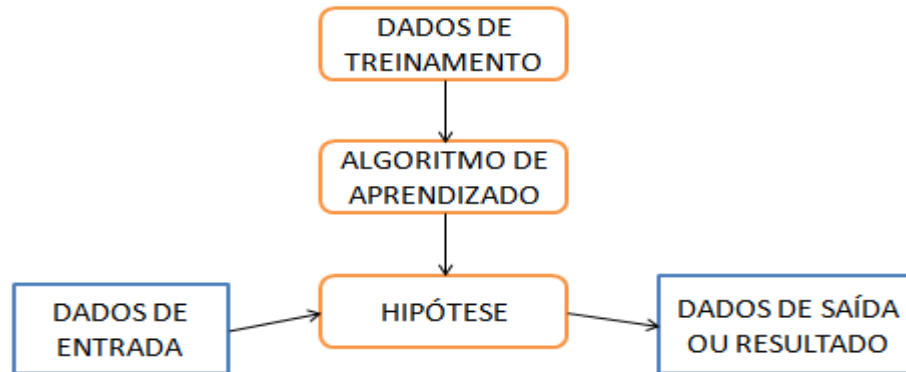 DADOS DE
TREINAMENTO
ALGORITMO DE
APRENDIZADO
DADOS DE
ENTRADA
HIPÓTESE
DADOS DE SAÍDA
OU RESULTADO